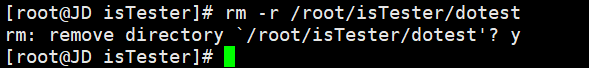 [root@JD isTester]# rm -r /root/isTester/dotest
rm: remove directory `/root/isTester/dotest'? y
[root@JD isTester]#